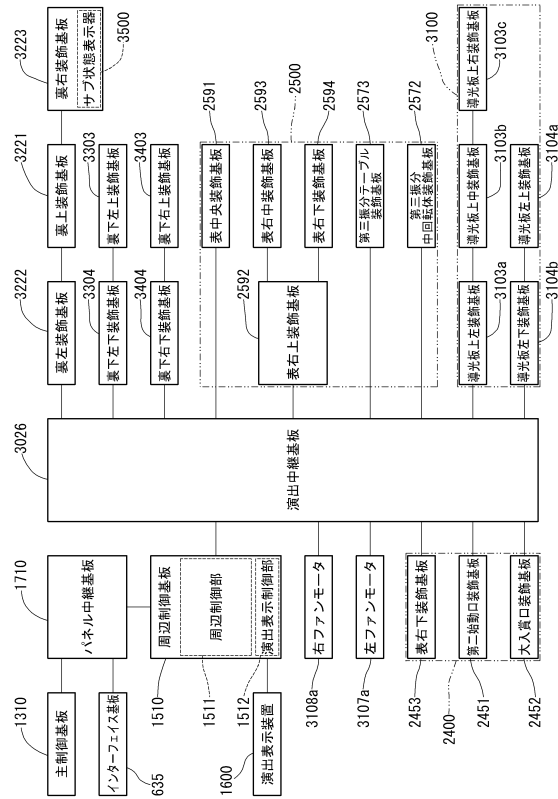 主制御基板
1310
インターフェイス基板
635
パネル中継基板
1710
周辺制御基板
1510
周辺制御部
1511
演出表示制御部
1512
演出表示装置
1600
右ファンモータ
3108a
左ファンモータ
3107a
表右下装飾基板
2453
第二始動口装飾基板
2451
大入賞口装飾基板
2452
2400
演出中継基板
3026
裏左装飾基板
3222
裏上装飾基板
3221
裏右装飾基板
3223
サブ状態表示器
3500
裏下左下装飾基板
3304
裏下左上装飾基板
3303
裏下右下装飾基板
3404
裏下右上装飾基板
3403
表右上装飾基板
2592
表中央装飾基板
2591
表右中装飾基板
2593
表右下装飾基板
2594
2500
第三振分テーブル
装飾基板
2573
第三振分
中回転体装飾基板
2572
導光板上左装飾基板
3103a
導光板上中装飾基板
3103b
導光板上右装飾基板
3103c
3100
導光板左下装飾基板
3104b
導光板左上装飾基板
3104a